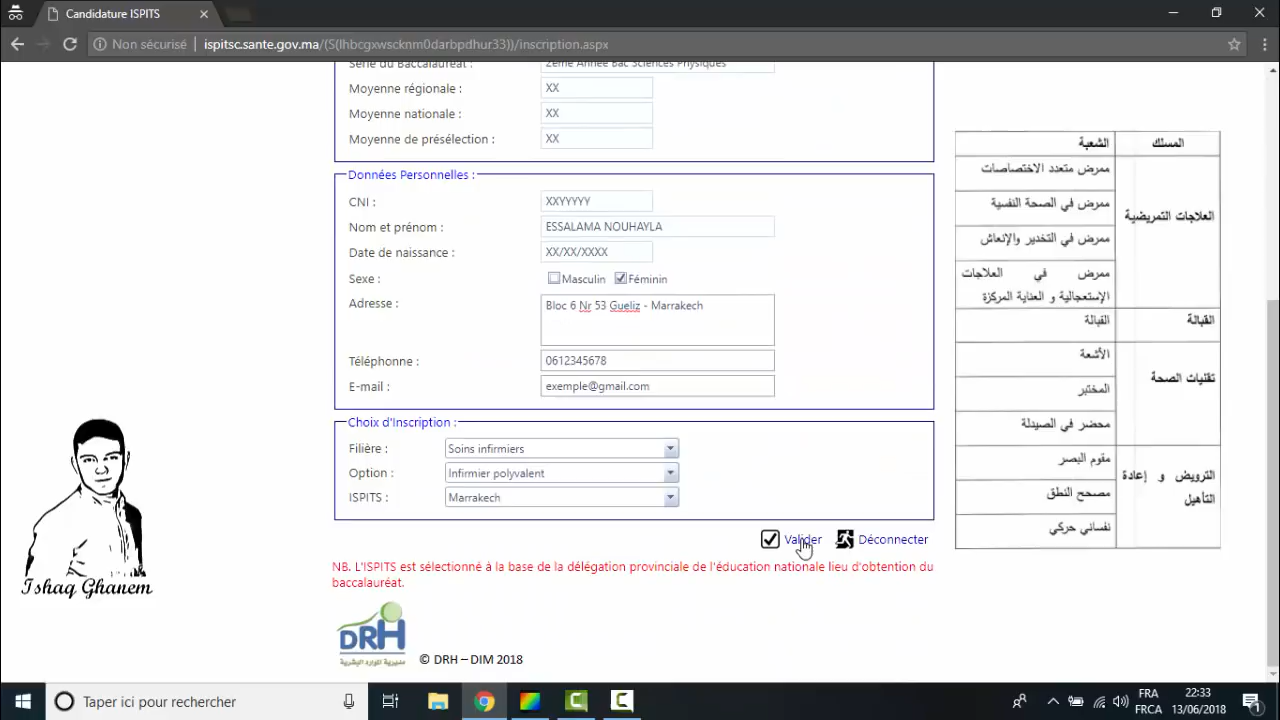 Candidature ISPITS
Non sécurisé
ispitsc.sante.gov.ma/(S(lhbcgxwscknm0darbpdhur33))/inscription.aspx
Série du Baccalauréat : 2ème Année Bac Sciences Physiques
Moyenne régionale : XX
Moyenne nationale : XX
Moyenne de présélection : XX
Données Personnelles :
CNI : XXYYYYY
Nom et prénom : ESSALAMA NOUHAYLA
Date de naissance : XX/XX/XXXX
Sexe : Masculin Féminin
Adresse : Bloc 6 Nr 53 Gueliz - Marrakech
Téléphonne : 0612345678
E-mail : exemple@gmail.com
Choix d'Inscription :
Filière : Soins infirmiers
Option : Infirmier polyvalent
ISPITS : Marrakech
Valider Déconnecter
NB. L'ISPITS est sélectionné à la base de la délégation provinciale de l'éducation nationale lieu d'obtention du
baccalauréat.
DRH
مديرية الموارد البشرية
© DRH – DIM 2018
المسلك الشعبة
ممرض متعدد الاختصاصات
ممرض في الصحة النفسية
العلاجات التمريضية
ممرض في التخدير والإنعاش
ممرض في العلاجات
الإستعجالية و العناية المركزة
القبالة القبالة
الأشعة
تقنيات الصحة
المختبر
محضر في الصيدلة
مقوم البصر
الترويض و إعادة
التأهيل
مصحح النطق
نفساني حركي
Ishaq Ghanem
Taper ici pour rechercher
FRA
FRCA
22:33
13/06/2018
1